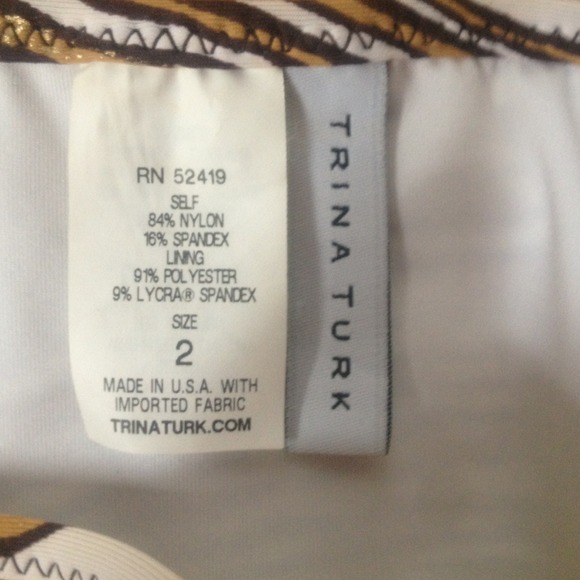 RN 52419
SELF
84% NYLON
16% SPANDEX
LINING
91% POLYESTER
9% LYCRA® SPANDEX
SIZE
2
MADE IN U.S.A. WITH
IMPORTED FABRIC
TRINATURK.COM
TRINA TURK